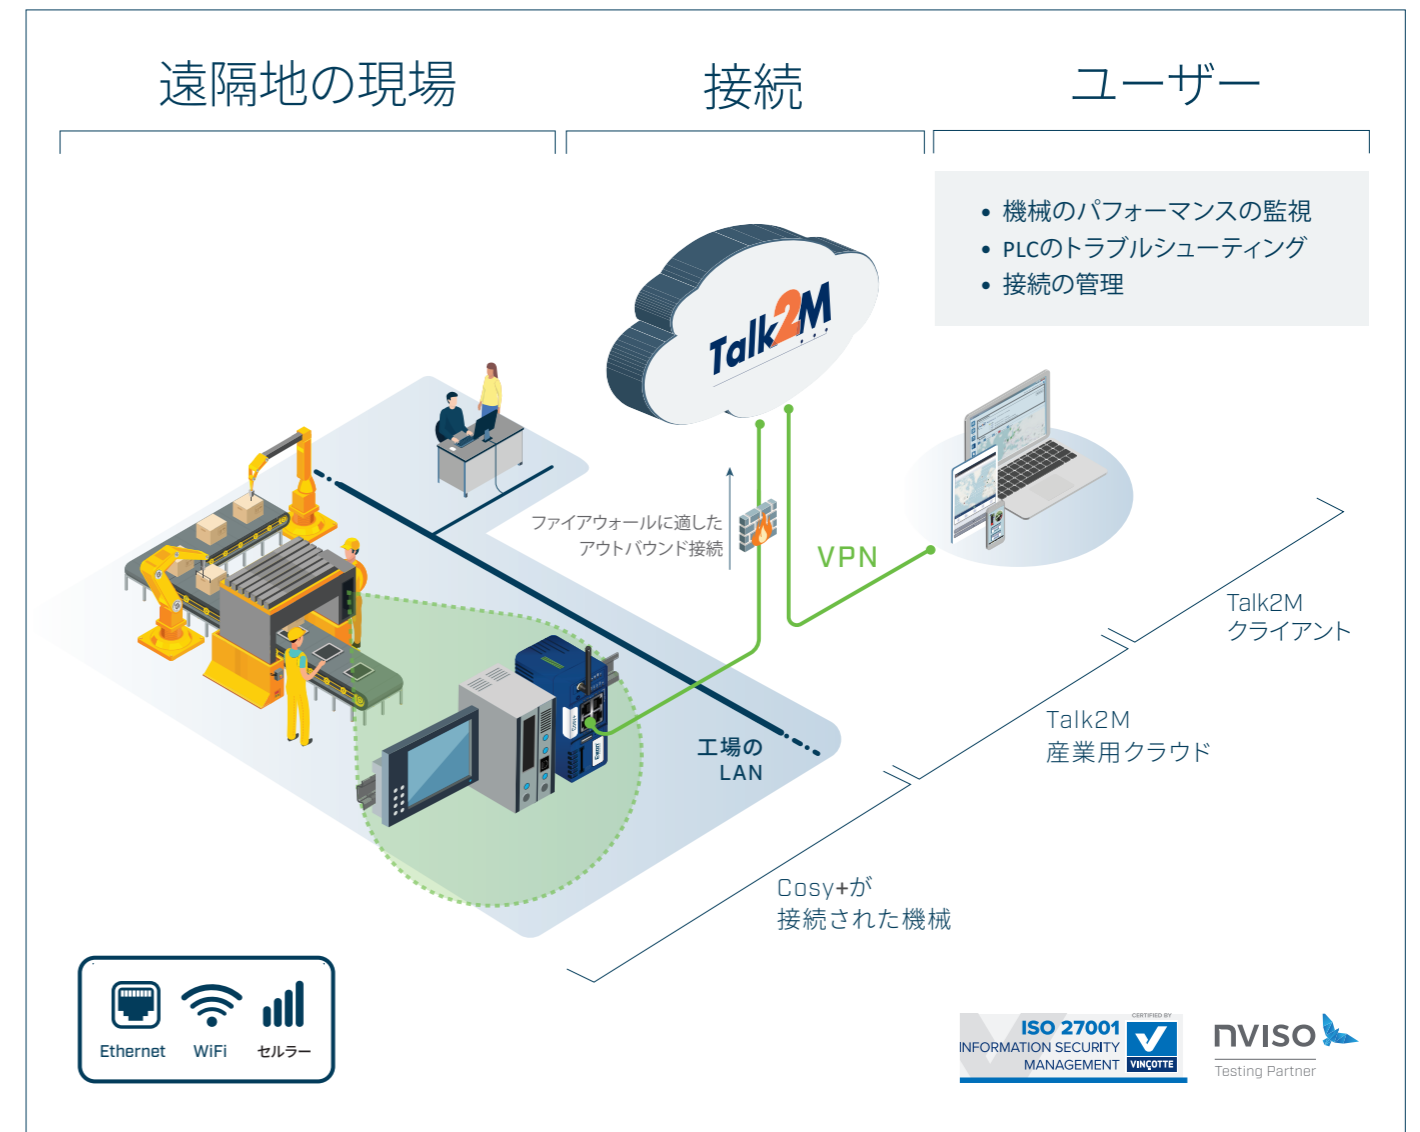 遠隔地の現場
接続
ユーザー
• 機械のパフォーマンスの監視
• PLCのトラブルシューティング
• 接続の管理
Talk2M
ファイアウォールに適した
アウトバウンド接続
VPN
工場の
LAN
Talk2M
クライアント
Talk2M
産業用クラウド
Cosy+が
接続された機械
Ethernet
WiFi
セルラー
ISO 27001
INFORMATION SECURITY
MANAGEMENT
CERTIFIED BY
VINÇOTTE
nviso
Testing Partner